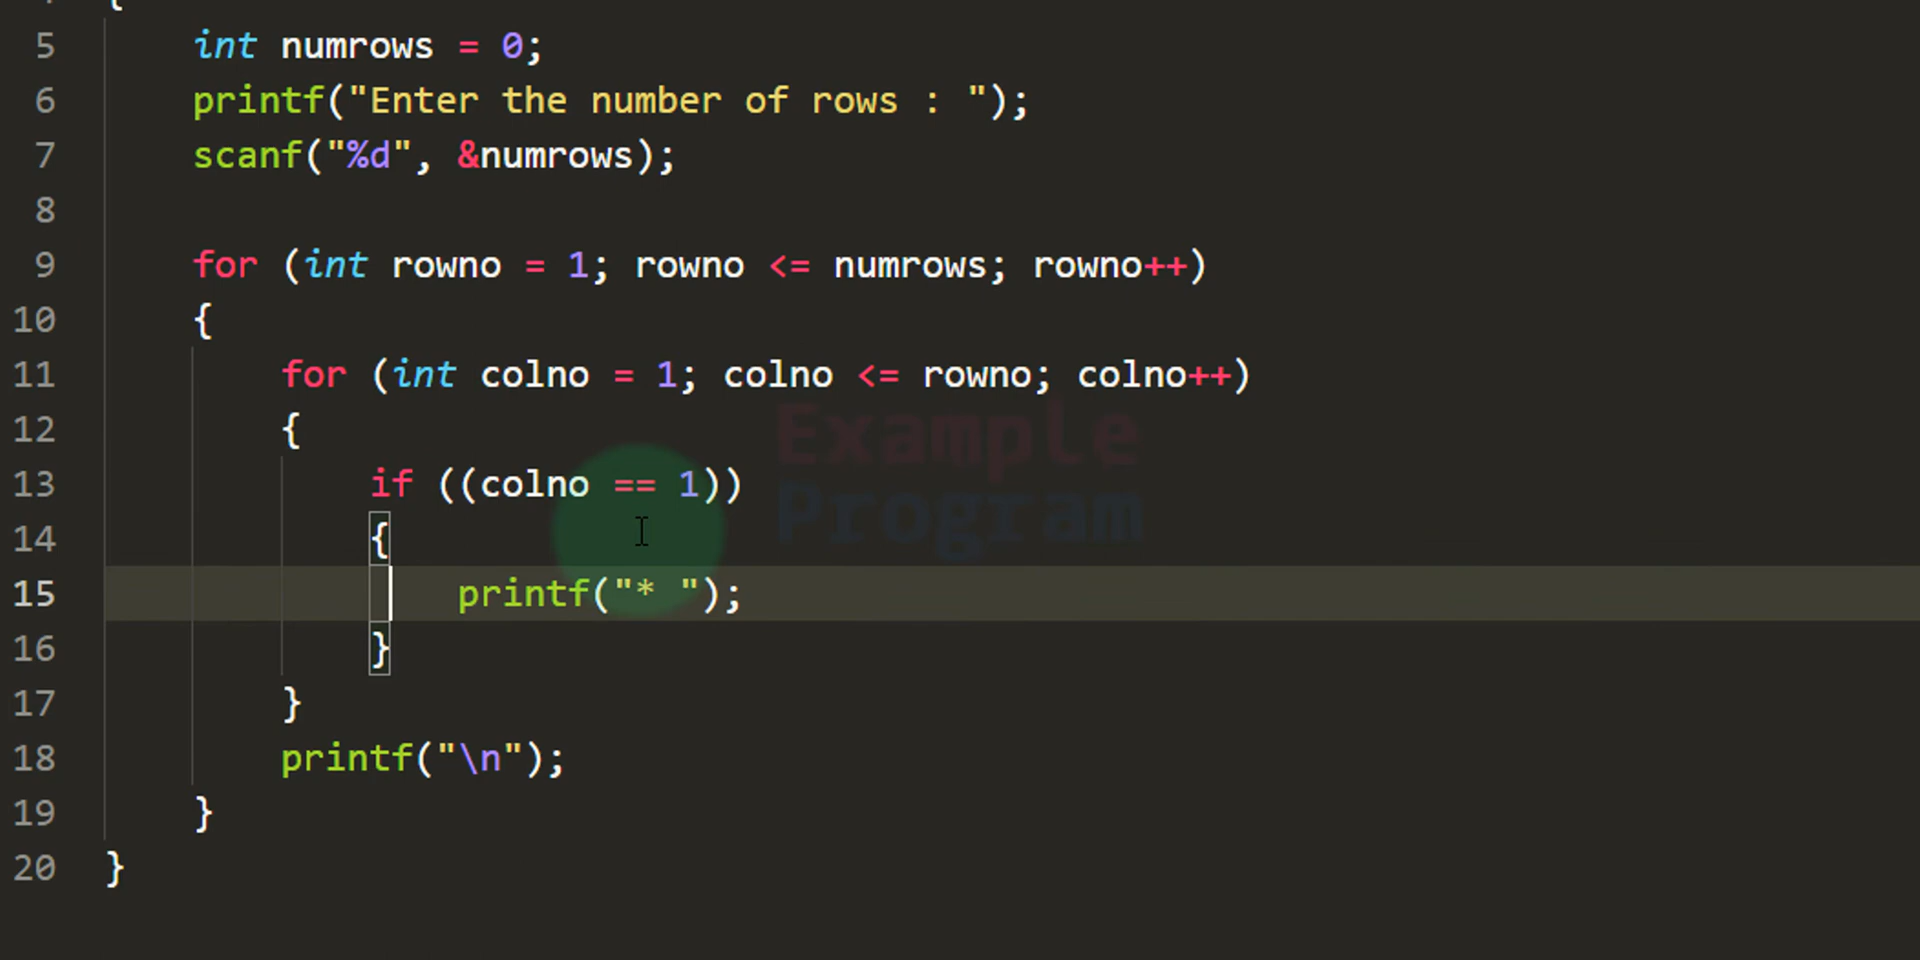 {
5 int numrows = 0;
6 printf("Enter the number of rows : ");
7 scanf("%d", &numrows);
8
9 for (int rowno = 1; rowno <= numrows; rowno++)
10 {
11 for (int colno = 1; colno <= rowno; colno++)
12 {
13 if ((colno == 1))
14 {
15 printf("* ");
16 }
17 }
18 printf("\n");
19 }
20 }
Example
Program